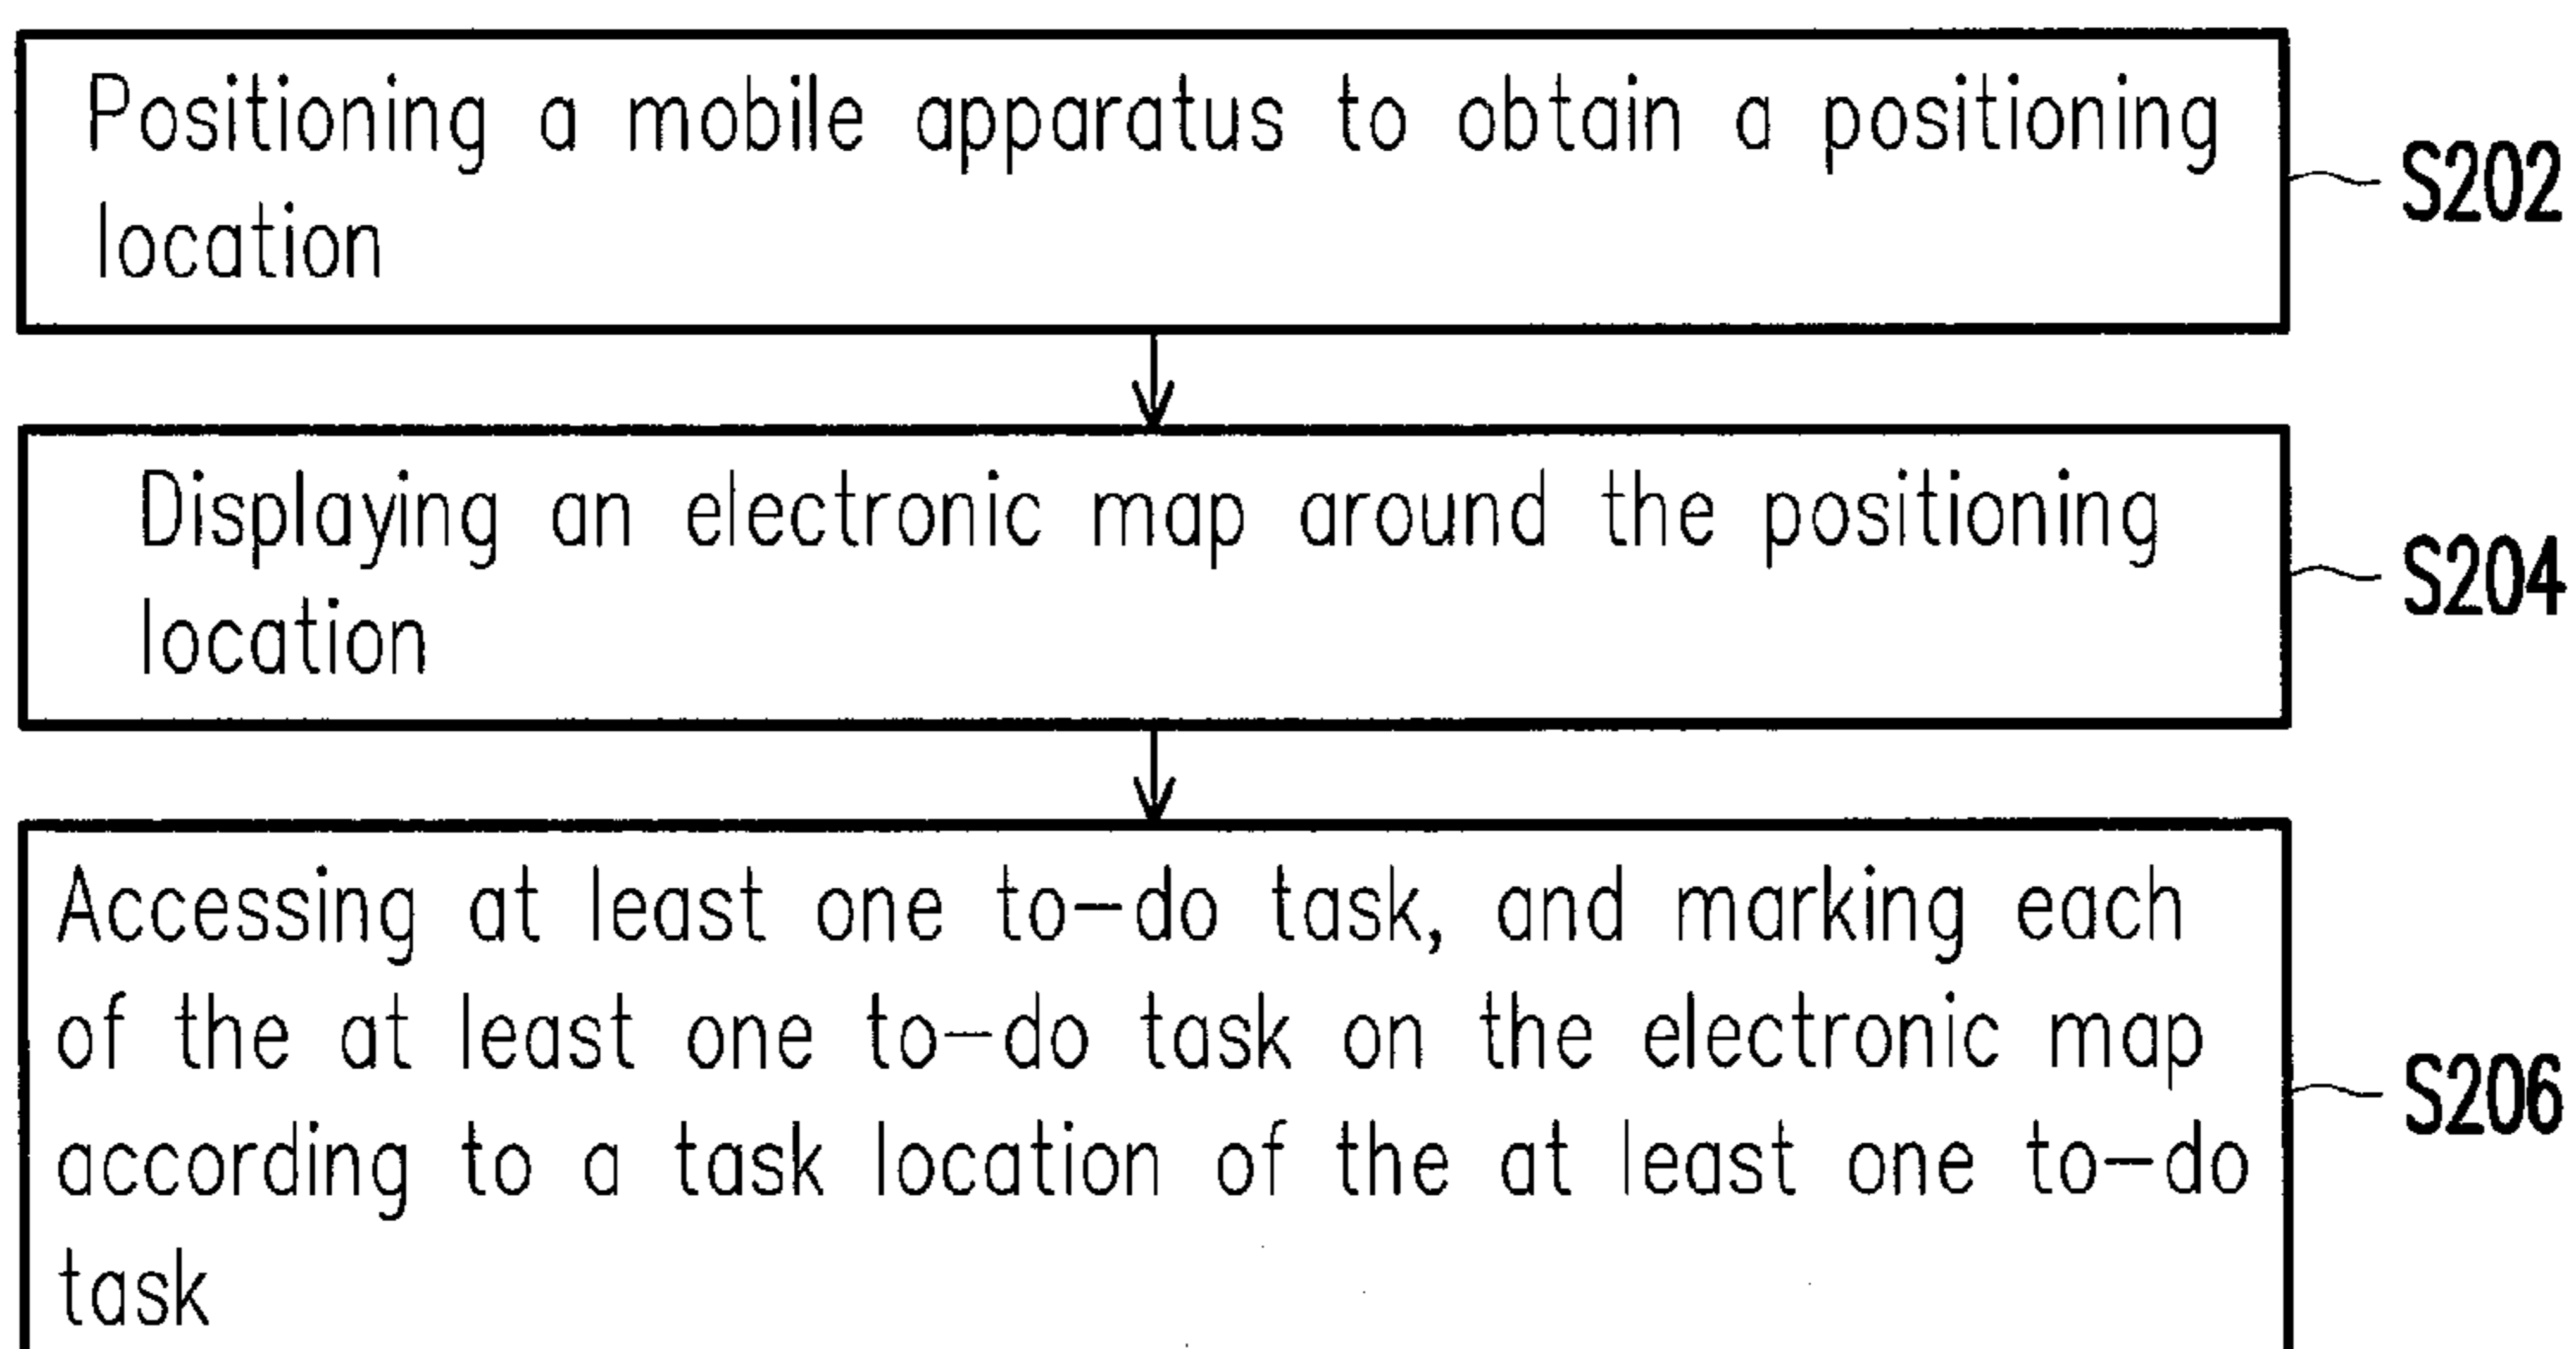 Positioning a mobile apparatus to obtain a positioning
location
S202
Displaying an electronic map around the positioning
location
S204
Accessing at least one to-do task, and marking each
of the at least one to-do task on the electronic map
according to a task location of the at least one to-do
task
S206